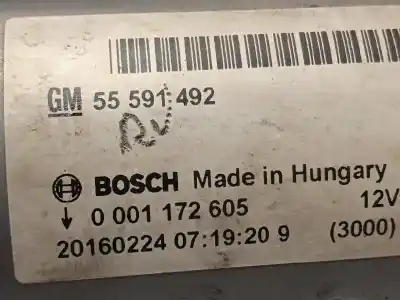 GM 55 591 492
RV
BOSCH Made in Hungary
0 001 172 605 12V
20160224 07:19:20 9 (3000)